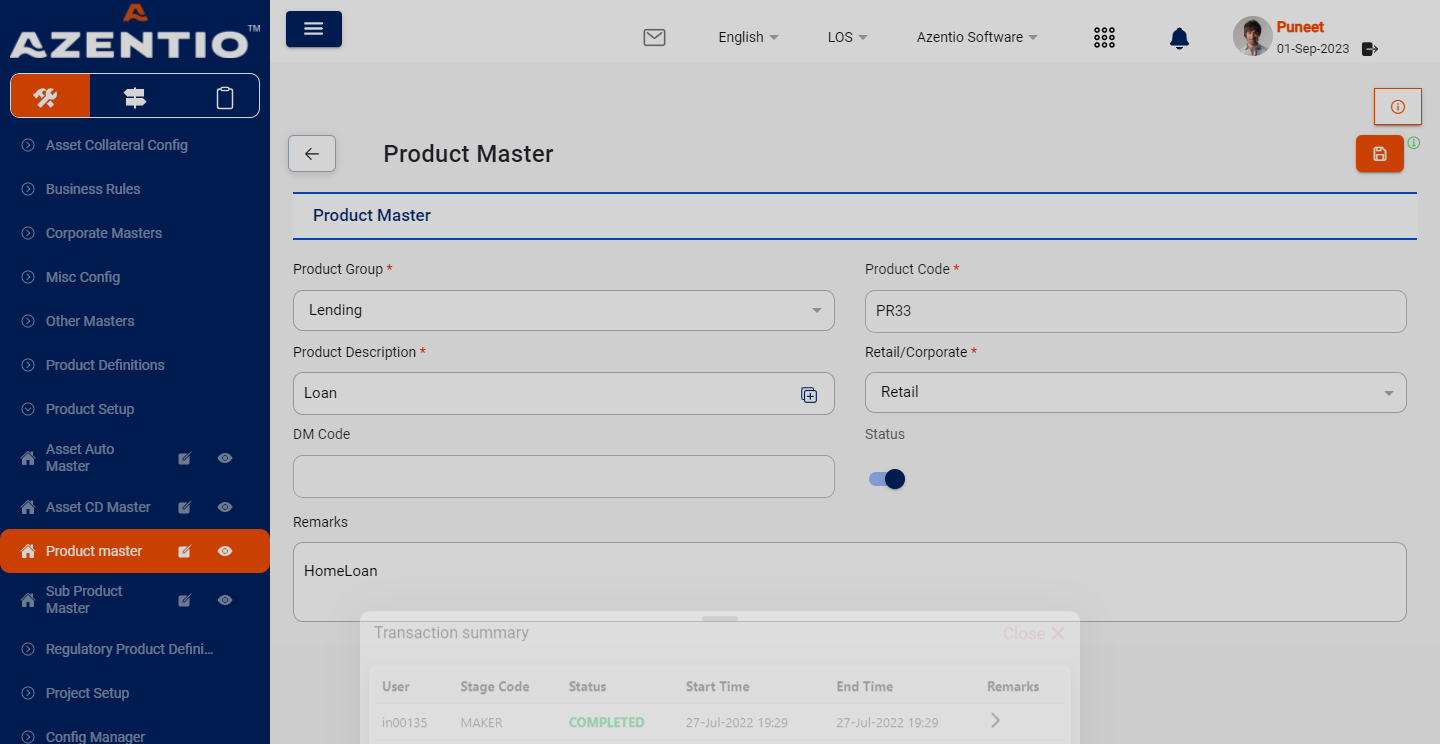 AZENTIO™
English
LOS
Azentio Software
Puneet
01-Sep-2023
Asset Collateral Config
Business Rules
Corporate Masters
Misc Config
Other Masters
Product Definitions
Product Setup
Asset Auto
Master
Asset CD Master
Product master
Sub Product
Master
Regulatory Product Defini...
Project Setup
Config Manager
Product Master
Product Master
Product Group *
Product Code *
Lending
PR33
Product Description *
Retail/Corporate *
Loan
Retail
DM Code
Status
Remarks
HomeLoan
Transaction summary
Close
User Stage Code Status Start Time End Time Remarks
in00135 MAKER COMPLETED 27-Jul-2022 19:29 27-Jul-2022 19:29